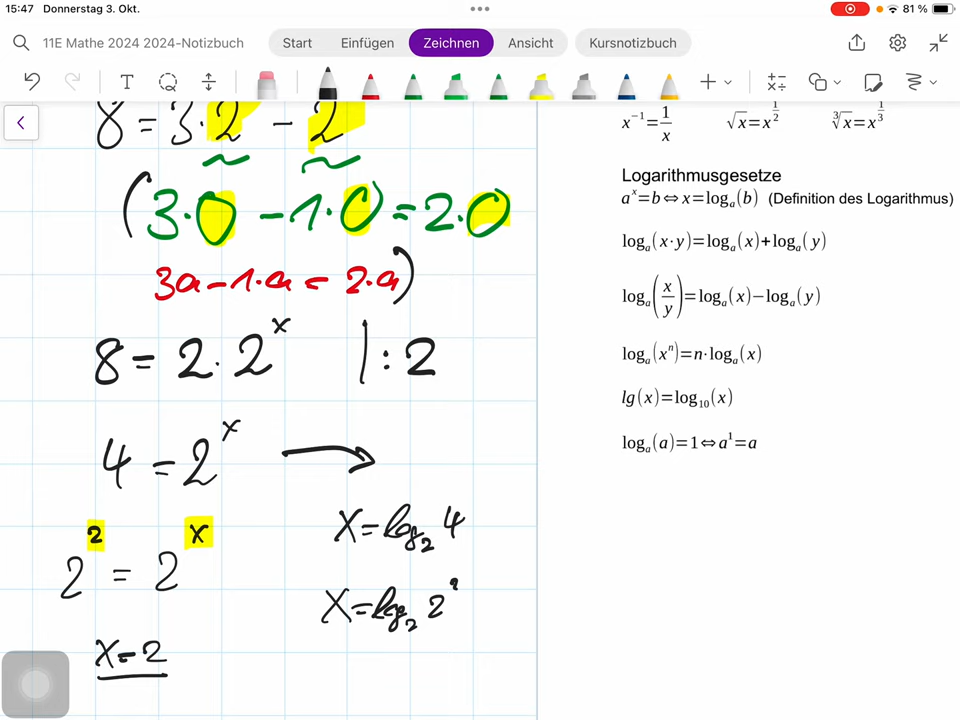 15:47 Donnerstag 3. Okt. 81 %
11E Mathe 2024 2024-Notizbuch Start Einfügen Zeichnen Ansicht Kursnotizbuch
8 = 3·2 − 2
(3·0 − 1·0) = 2·0
3a − 1·a = 2·a)
8 = 2·2^x |:2
4 = 2^x →
2^2 = 2^x
x = 2
x = log₂ 4
x = log₂ 2²
x⁻¹=1/x √x=x^(1/2) ∛x=x^(1/3)
Logarithmusgesetze
aˣ=b⇔x=logₐ(b) (Definition des Logarithmus)
logₐ(x·y)=logₐ(x)+logₐ(y)
logₐ(x/y)=logₐ(x)−logₐ(y)
logₐ(xⁿ)=n·logₐ(x)
lg(x)=log₁₀(x)
logₐ(a)=1⇔a¹=a